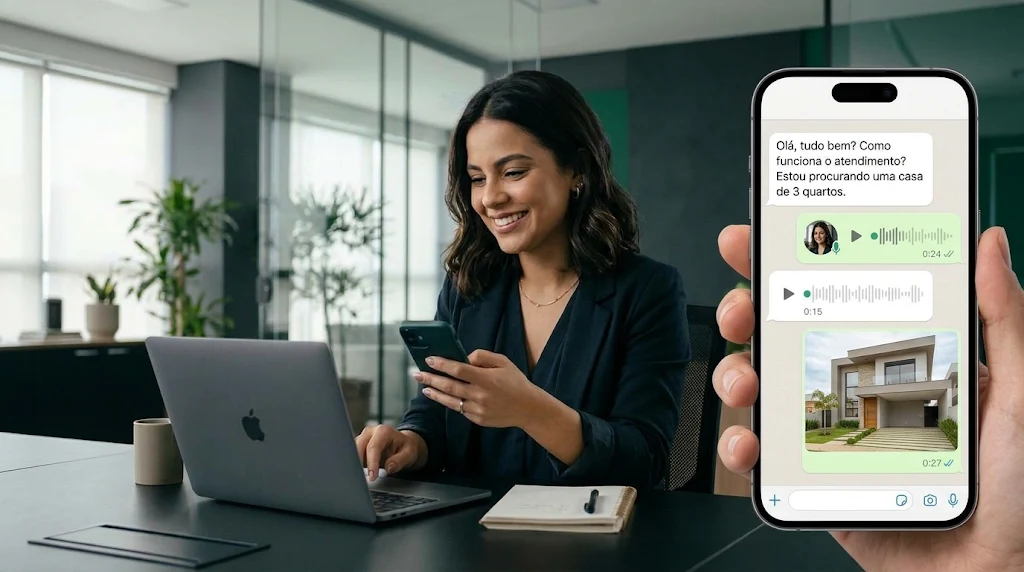 Olá, tudo bem? Como
funciona o atendimento?
Estou procurando uma casa
de 3 quartos.
0:24
0:15
0:27